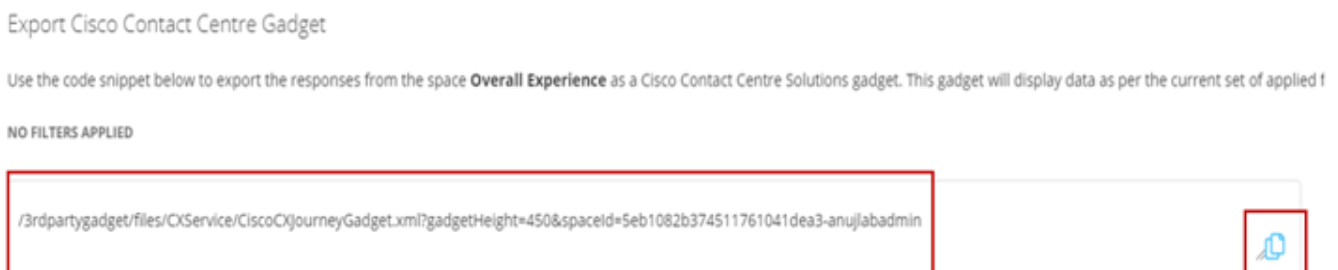 Export Cisco Contact Centre Gadget
Use the code snippet below to export the responses from the space Overall Experience as a Cisco Contact Centre Solutions gadget. This gadget will display data as per the current set of applied
NO FILTERS APPLIED
/3rdpartygadget/files/CXService/CiscoCXJourneyGadget.xml?gadgetHeight=450&spaceId=5eb1082b374511761041dea3-anujlabadmin